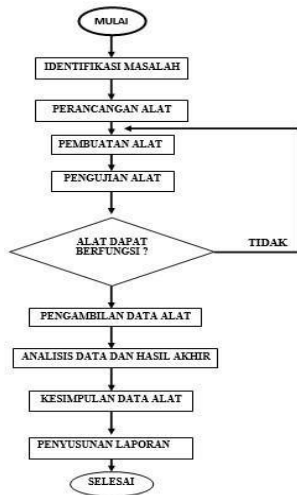 MULAI
IDENTIFIKASI MASALAH
PERANCANGAN ALAT
PEMBUATAN ALAT
PENGUJIAN ALAT
ALAT DAPAT
BERFUNGSI ?
TIDAK
PENGAMBILAN DATA ALAT
ANALISIS DATA DAN HASIL AKHIR
KESIMPULAN DATA ALAT
PENYUSUNAN LAPORAN
SELESAI